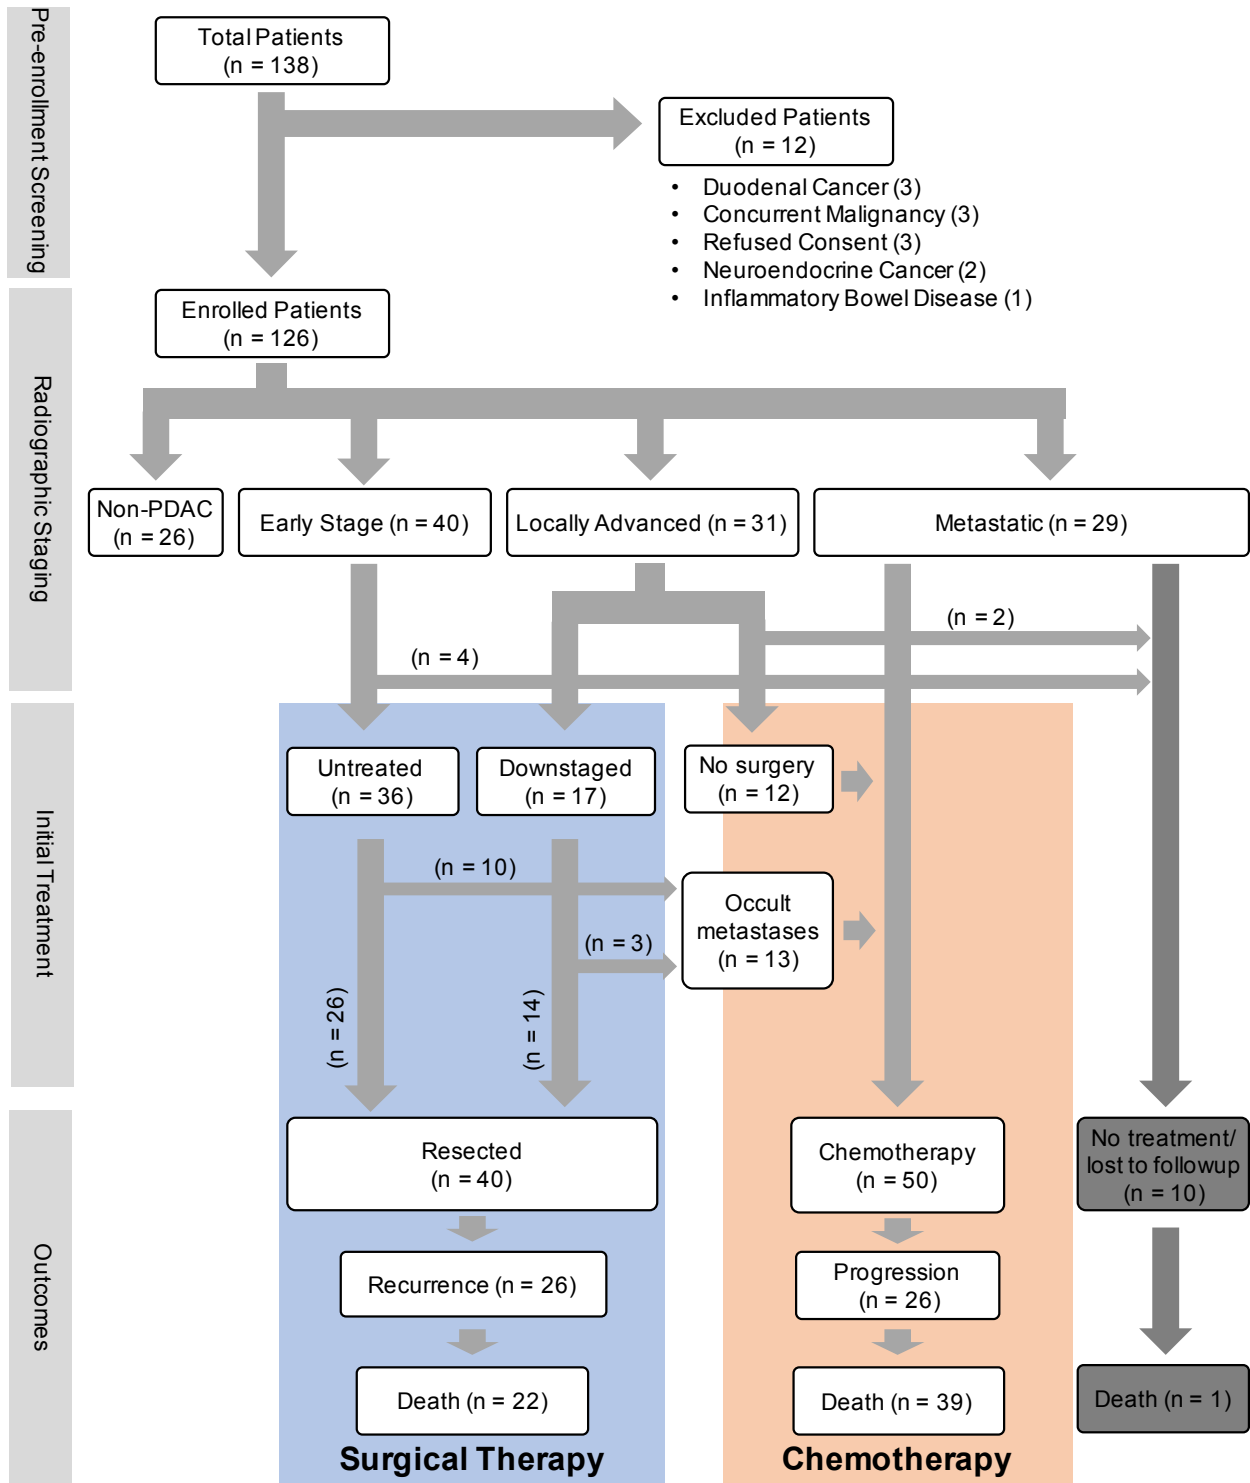 Pre-enrollment Screening
Total Patients
(n = 138)
Excluded Patients
(n = 12)
• Duodenal Cancer (3)
• Concurrent Malignancy (3)
• Refused Consent (3)
• Neuroendocrine Cancer (2)
• Inflammatory Bowel Disease (1)
Enrolled Patients
(n = 126)
Radiographic Staging
Non-PDAC
(n = 26)
Early Stage (n = 40)
Locally Advanced (n = 31)
Metastatic (n = 29)
(n = 2)
(n = 4)
Initial Treatment
Untreated
(n = 36)
Downstaged
(n = 17)
No surgery
(n = 12)
(n = 10)
Occult
metastases
(n = 13)
(n = 3)
(n = 26)
(n = 14)
Outcomes
Resected
(n = 40)
Chemotherapy
(n = 50)
No treatment/
lost to followup
(n = 10)
Recurrence (n = 26)
Progression
(n = 26)
Death (n = 22)
Death (n = 39)
Death (n = 1)
Surgical Therapy
Chemotherapy